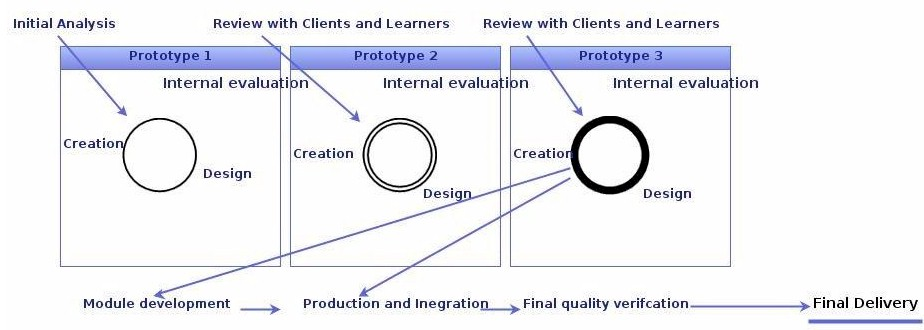 Initial Analysis
Review with Clients and Learners
Review with Clients and Learners
Prototype 1
Prototype 2
Prototype 3
Internal evaluation
Internal evaluation
Internal evaluation
Creation
Design
Creation
Design
Creation
Design
Module development
Production and Inegration
Final quality verifcation
Final Delivery